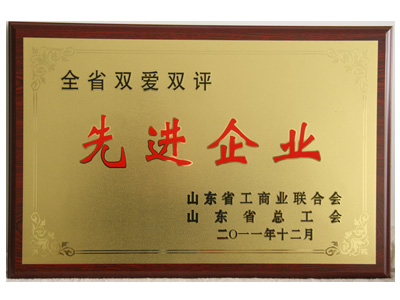 全省双爱双评
先进企业
山东省工商业联合会
山东省总工会
二〇一一年十二月